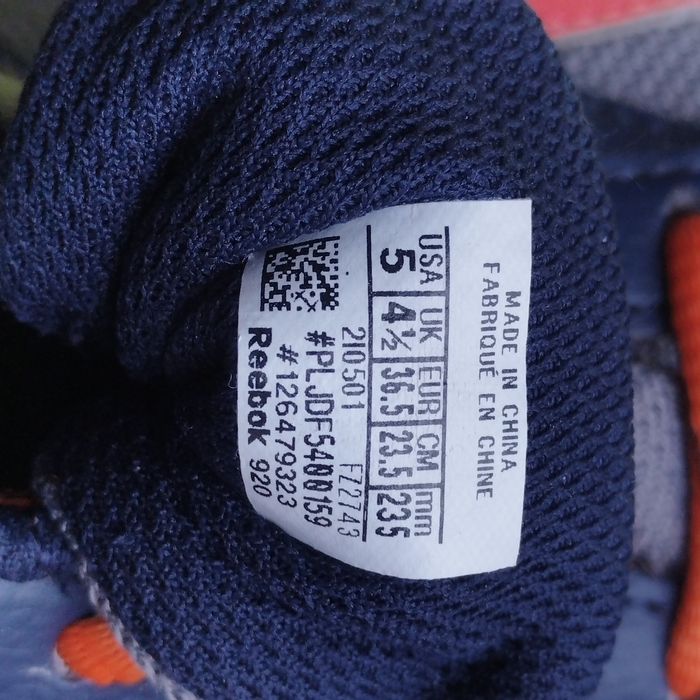 MADE IN CHINA
FABRIQUÉ EN CHINE
USA UK EUR CM mm
5 4½ 36.5 23.5 235
210501 FZ2743
#PLJDF5400159
#126479323
Reebok 920